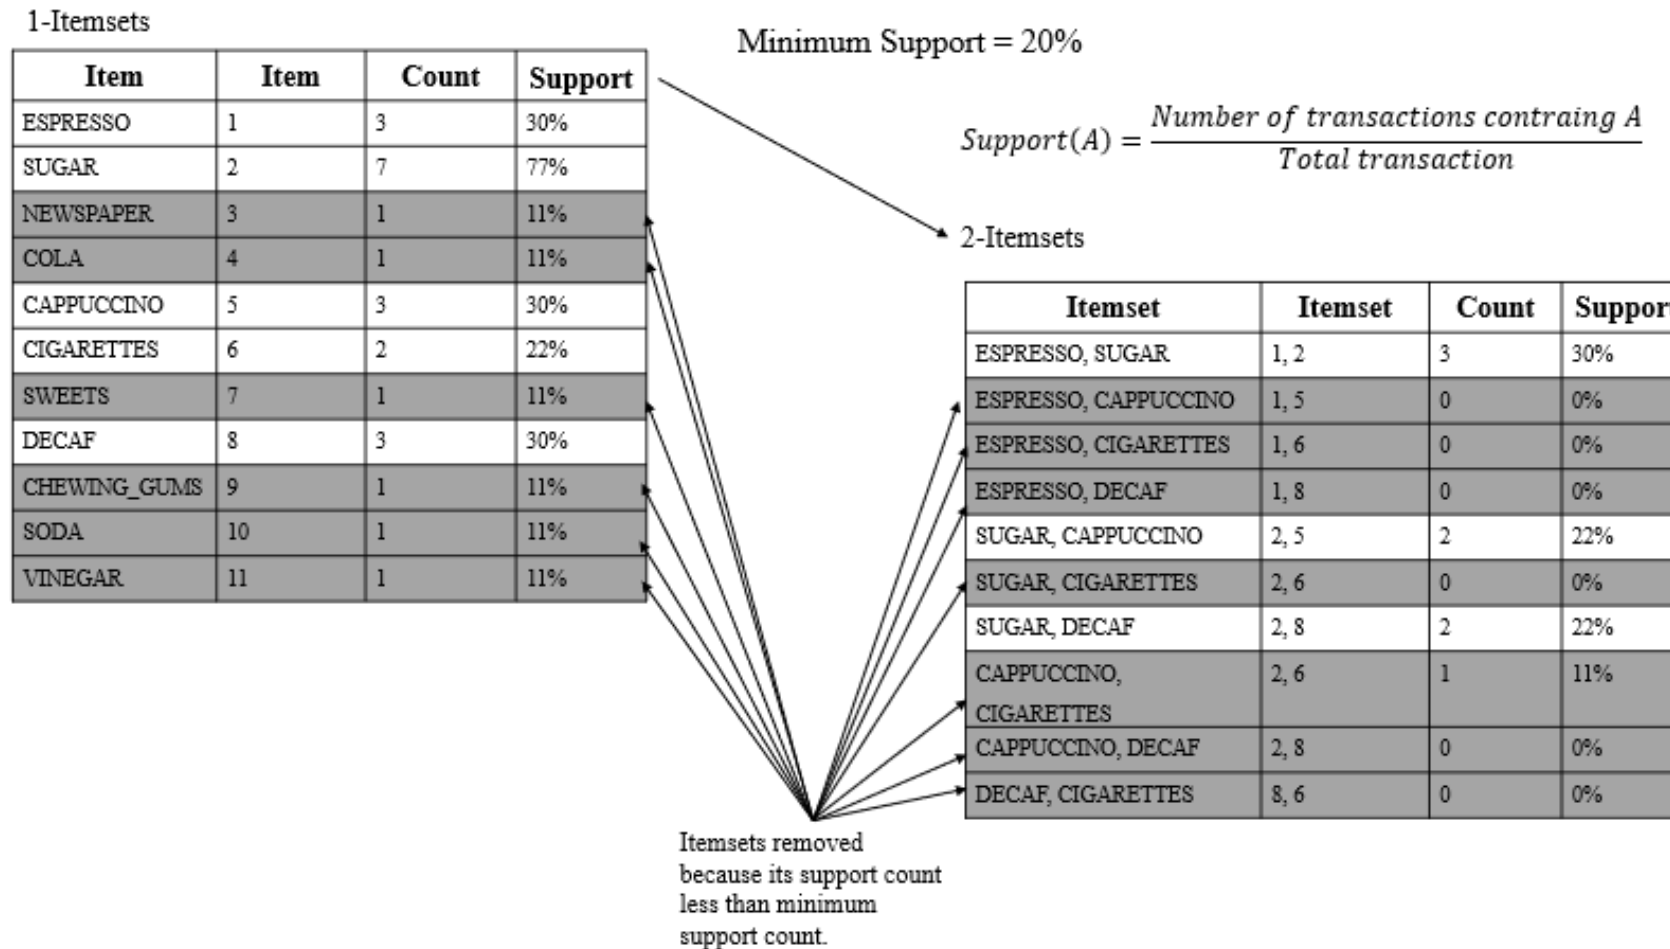 1-Itemsets
Minimum Support = 20%
Item Item Count Support
ESPRESSO 1 3 30%
SUGAR 2 7 77%
NEWSPAPER 3 1 11%
COLA 4 1 11%
CAPPUCCINO 5 3 30%
CIGARETTES 6 2 22%
SWEETS 7 1 11%
DECAF 8 3 30%
CHEWING_GUMS 9 1 11%
SODA 10 1 11%
VINEGAR 11 1 11%
Support(A) = Number of transactions contraing A
Total transaction
2-Itemsets
Itemset Itemset Count Support
ESPRESSO, SUGAR 1, 2 3 30%
ESPRESSO, CAPPUCCINO 1, 5 0 0%
ESPRESSO, CIGARETTES 1, 6 0 0%
ESPRESSO, DECAF 1, 8 0 0%
SUGAR, CAPPUCCINO 2, 5 2 22%
SUGAR, CIGARETTES 2, 6 0 0%
SUGAR, DECAF 2, 8 2 22%
CAPPUCCINO, 2, 6 1 11%
CIGARETTES
CAPPUCCINO, DECAF 2, 8 0 0%
DECAF, CIGARETTES 8, 6 0 0%
Itemsets removed
because its support count
less than minimum
support count.